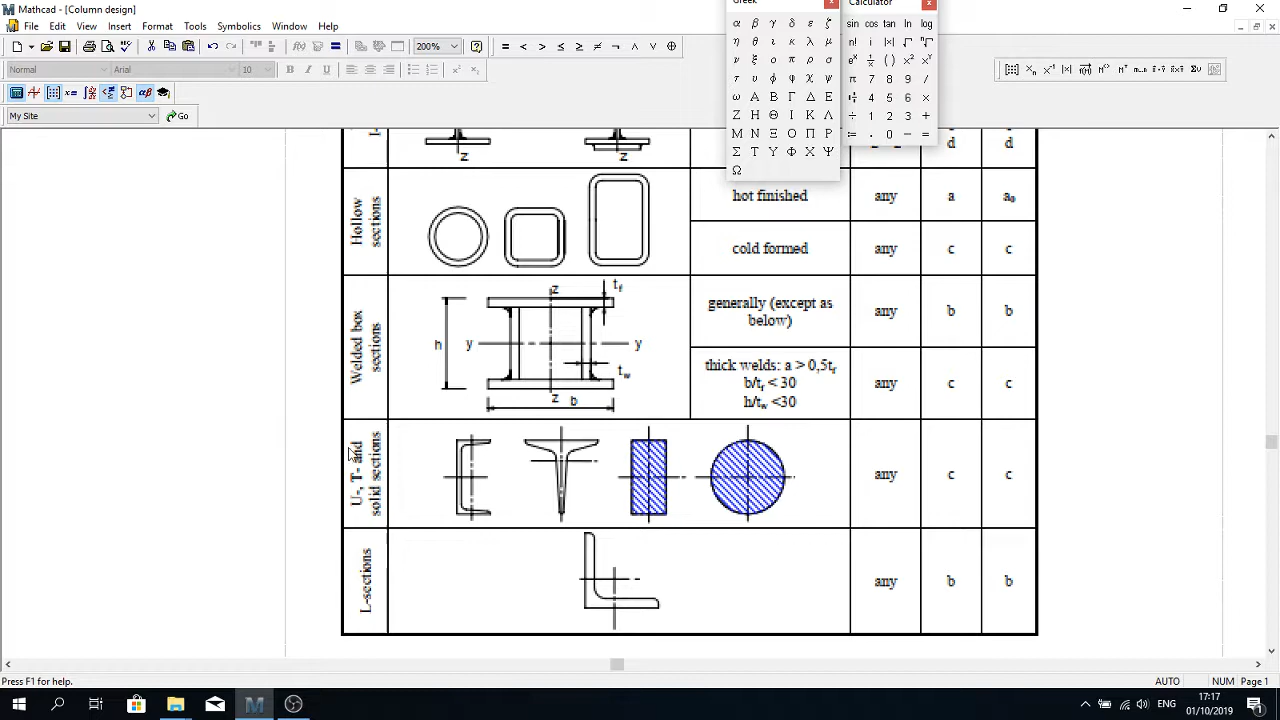 Mathcad - [Column design]
Greek
Calculator
File Edit View Insert Format Tools Symbolics Window Help
200%
Normal Arial 10
My Site Go
α β γ δ ε ζ
η θ ι κ λ μ
ν ξ ο π ρ σ
τ υ φ χ ψ
ω Α Β Γ Δ Ε
Ζ Η Θ Ι Κ Λ
Μ Ν Ξ Ο Π Ρ
Σ Τ Υ Φ Χ Ψ
Ω
sin cos tan ln log
n! i |×|
π 7 8 9 /
4 5 6 ×
÷ 1 2 3 +
:= . 0 − =
z z d d
Hollow sections
hot finished any a a₀
cold formed any c c
Welded box sections
z tf
h y y
tw
z b
generally (except as
below) any b b
thick welds: a > 0,5tf
b/tf < 30 any c c
h/tw <30
U-, T- and solid sections
any c c
L-sections
any b b
Press F1 for help. AUTO NUM Page 1
ENG 17:17
01/10/2019 1